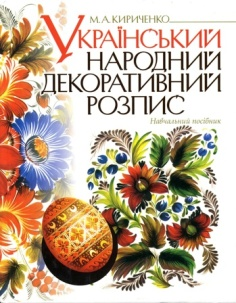 М. А. КИРИЧЕНКО
УКРАЇНСЬКИЙ
НАРОДНИЙ
ДЕКОРАТИВНИЙ
РОЗПИС
Навчальний посібник